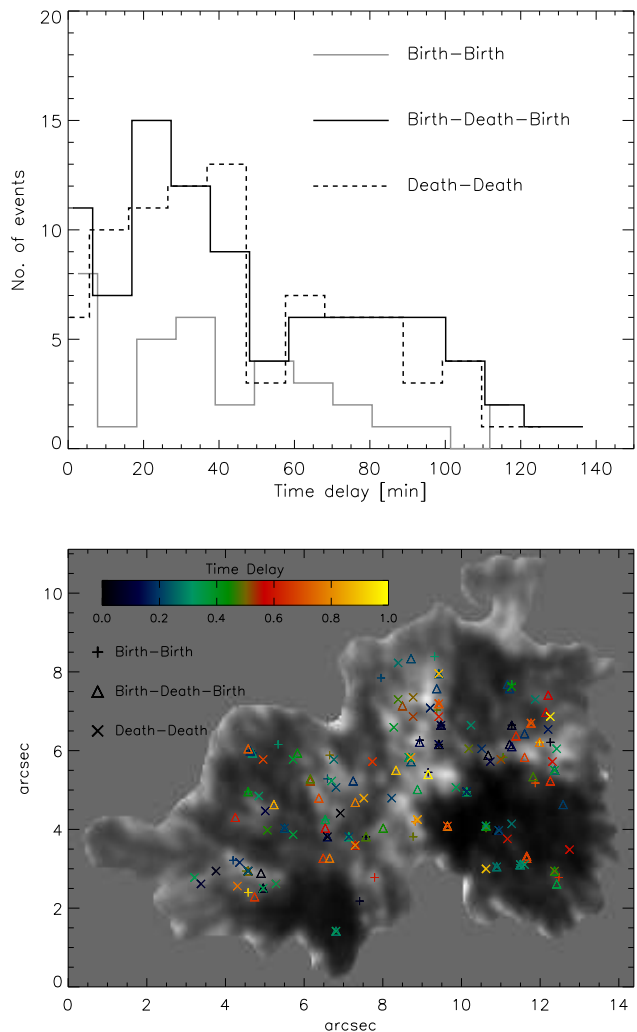 20
15
10
5
0
No. of events
Birth-Birth
Birth-Death-Birth
Death-Death
0 20 40 60 80 100 120 140
Time delay [min]
10
8
6
4
2
0
arcsec
Time Delay
0.0 0.2 0.4 0.6 0.8 1.0
Birth-Birth
Birth-Death-Birth
Death-Death
0 2 4 6 8 10 12 14
arcsec